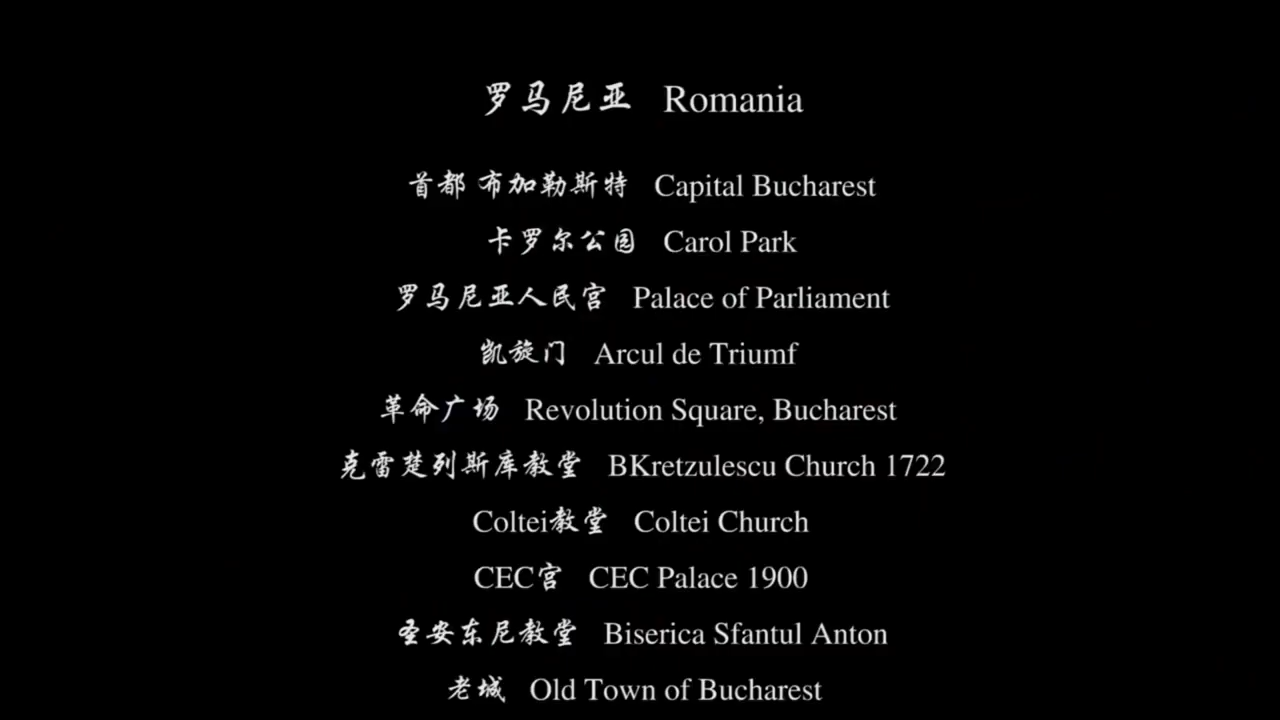 罗马尼亚 Romania
首都 布加勒斯特 Capital Bucharest
卡罗尔公园 Carol Park
罗马尼亚人民宫 Palace of Parliament
凯旋门 Arcul de Triumf
革命广场 Revolution Square, Bucharest
克雷楚列斯库教堂 BKretzulescu Church 1722
Coltei教堂 Coltei Church
CEC宫 CEC Palace 1900
圣安东尼教堂 Biserica Sfantul Anton
老城 Old Town of Bucharest